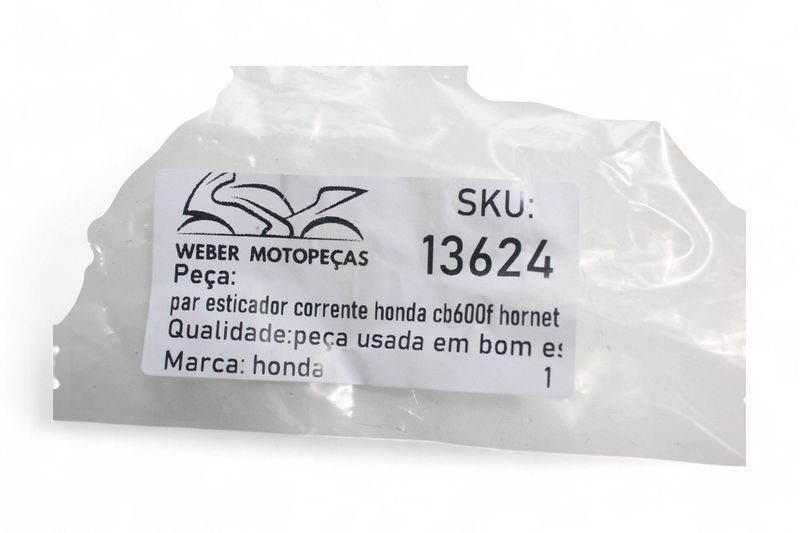 SKU:
13624
WEBER MOTOPEÇAS
Peça:
par esticador corrente honda cb600f hornet
Qualidade:peça usada em bom es
Marca: honda
1